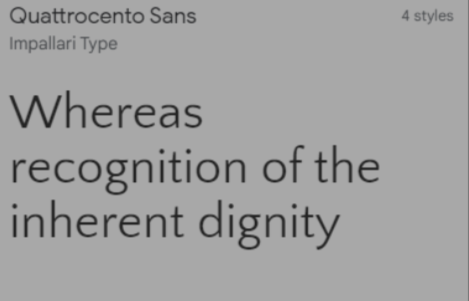 Quattrocento Sans
4 styles
Impallari Type
Whereas
recognition of the
inherent dignity